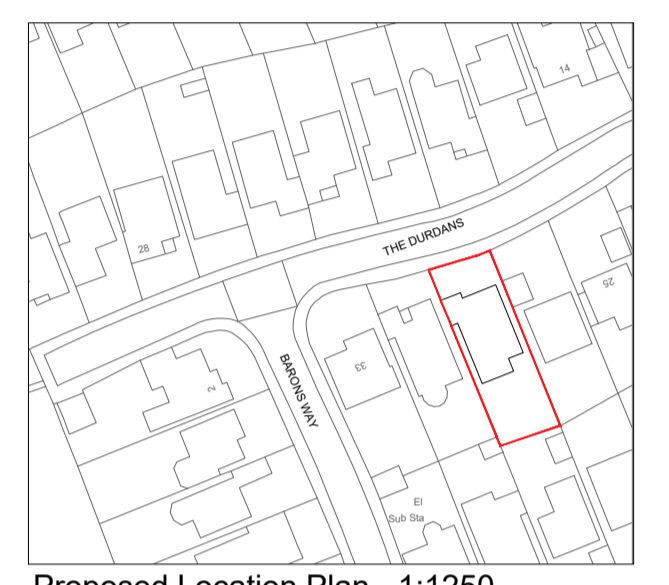 14
THE DURDANS
28
25
33
2
BARONS WAY
El
Sub Sta
Proposed Location Plan - 1:1250